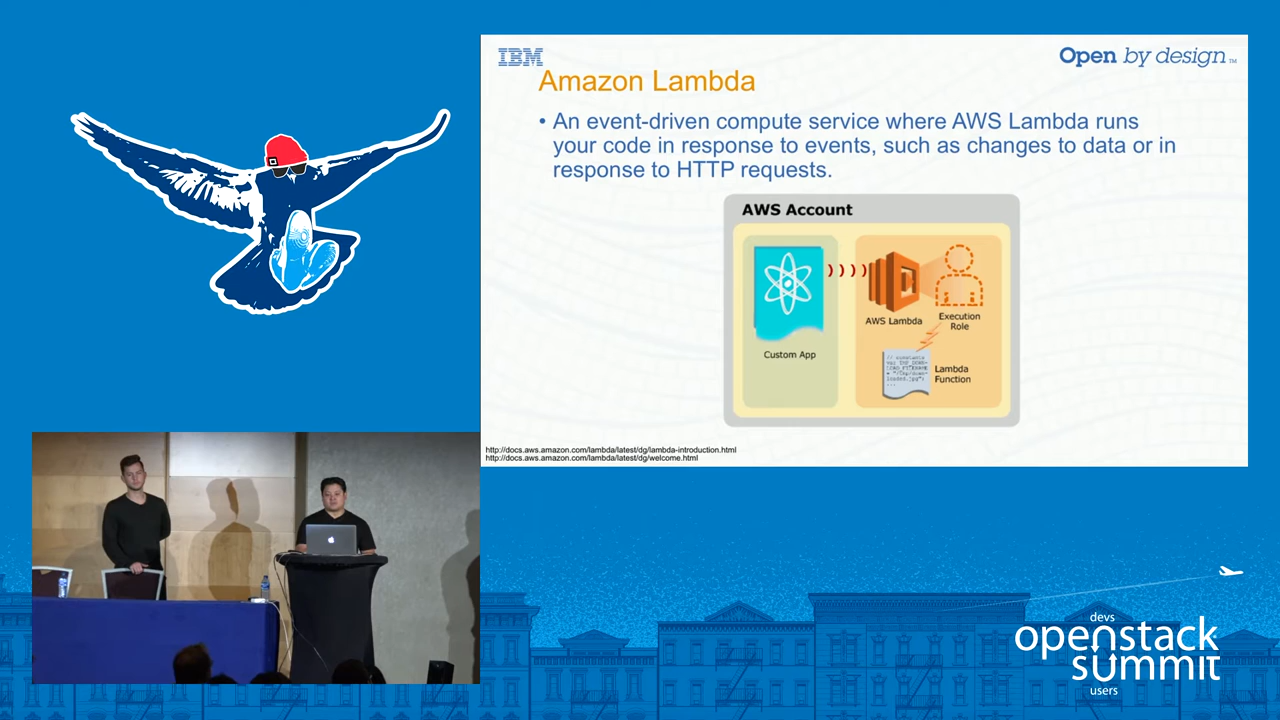 IBM
Open by design™
Amazon Lambda
• An event-driven compute service where AWS Lambda runs
your code in response to events, such as changes to data or in
response to HTTP requests.
AWS Account
Custom App
AWS Lambda
Execution
Role
Lambda
Function
// constants
http://docs.aws.amazon.com/lambda/latest/dg/lambda-introduction.html
http://docs.aws.amazon.com/lambda/latest/dg/welcome.html
devs
openstack
summit
users